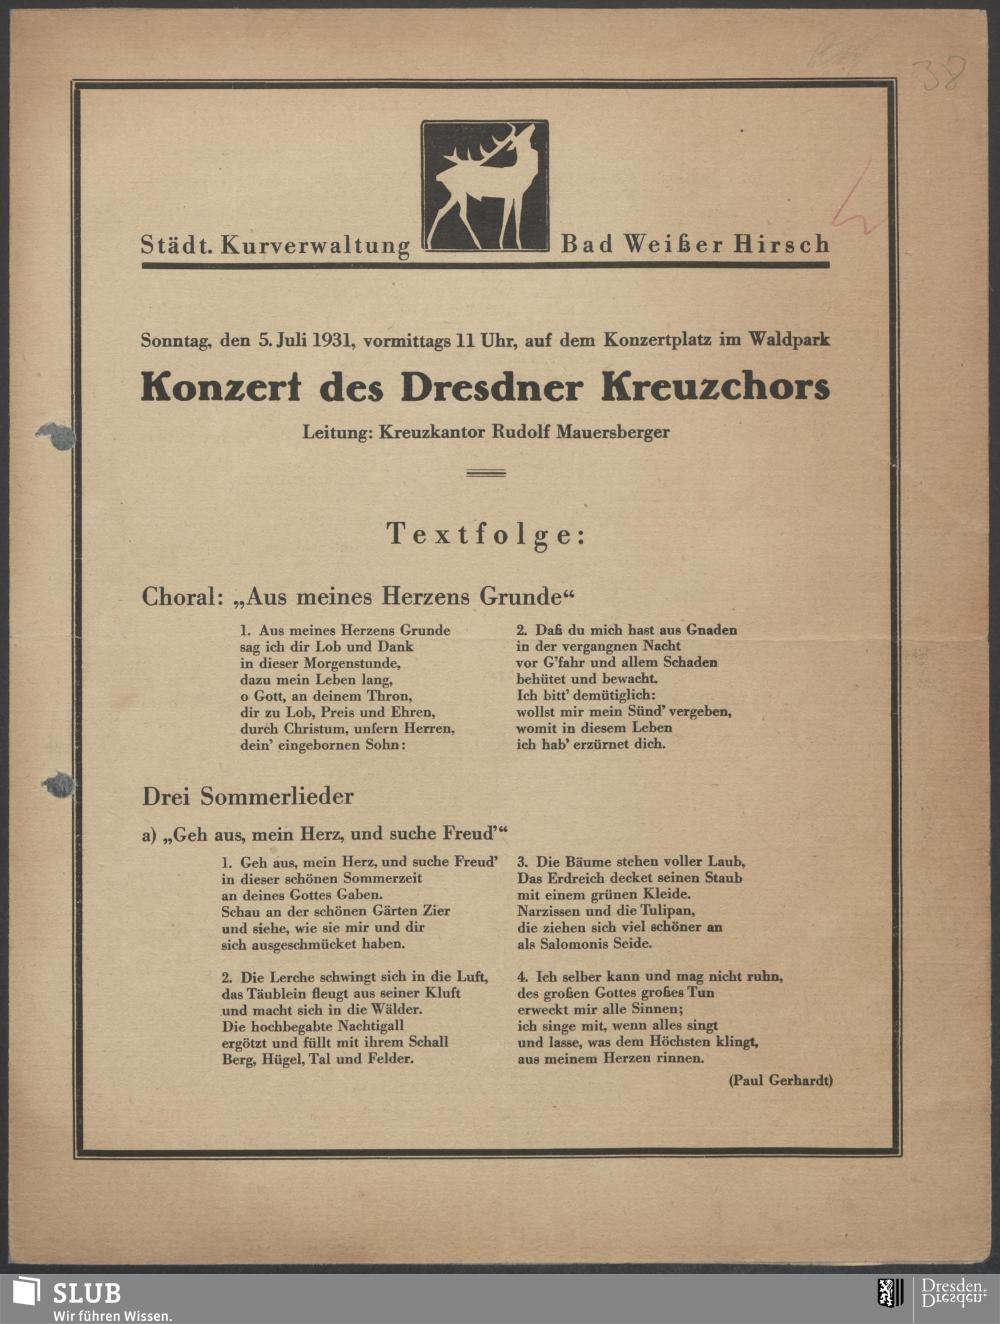 38
Städt. Kurverwaltung Bad Weißer Hirsch
Sonntag, den 5. Juli 1931, vormittags 11 Uhr, auf dem Konzertplatz im Waldpark
Konzert des Dresdner Kreuzchors
Leitung: Kreuzkantor Rudolf Mauersberger
Textfolge:
Choral: „Aus meines Herzens Grunde“
1. Aus meines Herzens Grunde
sag ich dir Lob und Dank
in dieser Morgenstunde,
dazu mein Leben lang,
o Gott, an deinem Thron,
dir zu Lob, Preis und Ehren,
durch Christum, unfern Herren,
dein' eingebornen Sohn:
2. Daß du mich hast aus Gnaden
in der vergangnen Nacht
vor G'fahr und allem Schaden
behütet und bewacht.
Ich bitt' demütiglich:
wollst mir mein Sünd' vergeben,
womit in diesem Leben
ich hab' erzürnet dich.
Drei Sommerlieder
a) „Geh aus, mein Herz, und suche Freud'“
1. Geh aus, mein Herz, und suche Freud'
in dieser schönen Sommerzeit
an deines Gottes Gaben.
Schau an der schönen Gärten Zier
und siehe, wie sie mir und dir
sich ausgeschmücket haben.
2. Die Lerche schwingt sich in die Luft,
das Täublein fleugt aus seiner Kluft
und macht sich in die Wälder.
Die hochbegabte Nachtigall
ergötzt und füllt mit ihrem Schall
Berg, Hügel, Tal und Felder.
3. Die Bäume stehen voller Laub,
Das Erdreich decket seinen Staub
mit einem grünen Kleide.
Narzissen und die Tulipan,
die ziehen sich viel schöner an
als Salomonis Seide.
4. Ich selber kann und mag nicht ruhn,
des großen Gottes großes Tun
erweckt mir alle Sinnen;
ich singe mit, wenn alles singt
und lasse, was dem Höchsten klingt,
aus meinem Herzen rinnen.
(Paul Gerhardt)
SLUB
Wir führen Wissen.
Dresden.
Dresden.